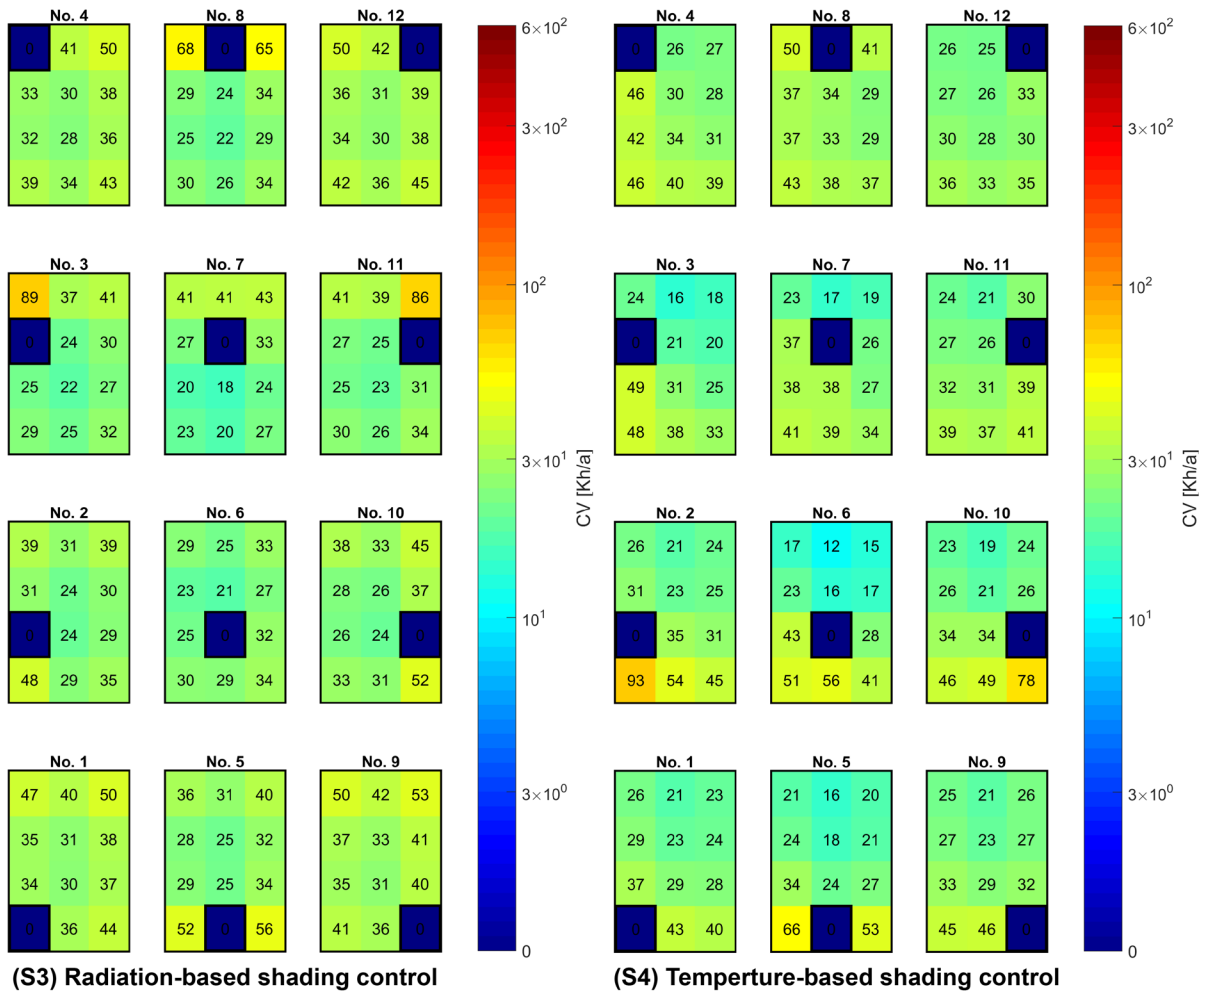 No. 4 No. 8 No. 12
0 41 50 68 0 65 50 42 0
33 30 38 29 24 34 36 31 39
32 28 36 25 22 29 34 30 38
39 34 43 30 26 34 42 36 45
No. 3 No. 7 No. 11
89 37 41 41 41 43 41 39 86
0 24 30 27 0 33 27 25 0
25 22 27 20 18 24 25 23 31
29 25 32 23 20 27 30 26 34
No. 2 No. 6 No. 10
39 31 39 29 25 33 38 33 45
31 24 30 23 21 27 28 26 37
0 24 29 25 0 32 26 24 0
48 29 35 30 29 34 33 31 52
No. 1 No. 5 No. 9
47 40 50 36 31 40 50 42 53
35 31 38 28 25 32 37 33 41
34 30 37 29 25 34 35 31 40
0 36 44 52 0 56 41 36 0
6×10²
3×10²
10²
3×10¹
10¹
3×10⁰
0
CV [Kh/a]
(S3) Radiation-based shading control
No. 4 No. 8 No. 12
0 26 27 50 0 41 26 25 0
46 30 28 37 34 29 27 26 33
42 34 31 37 33 29 30 28 30
46 40 39 43 38 37 36 33 35
No. 3 No. 7 No. 11
24 16 18 23 17 19 24 21 30
0 21 20 37 0 26 27 26 0
49 31 25 38 38 27 32 31 39
48 38 33 41 39 34 39 37 41
No. 2 No. 6 No. 10
26 21 24 17 12 15 23 19 24
31 23 25 23 16 17 26 21 26
0 35 31 43 0 28 34 34 0
93 54 45 51 56 41 46 49 78
No. 1 No. 5 No. 9
26 21 23 21 16 20 25 21 26
29 23 24 24 18 21 27 23 27
37 29 28 34 24 27 33 29 32
0 43 40 66 0 53 45 46 0
6×10²
3×10²
10²
3×10¹
10¹
3×10⁰
0
CV [Kh/a]
(S4) Temperture-based shading control